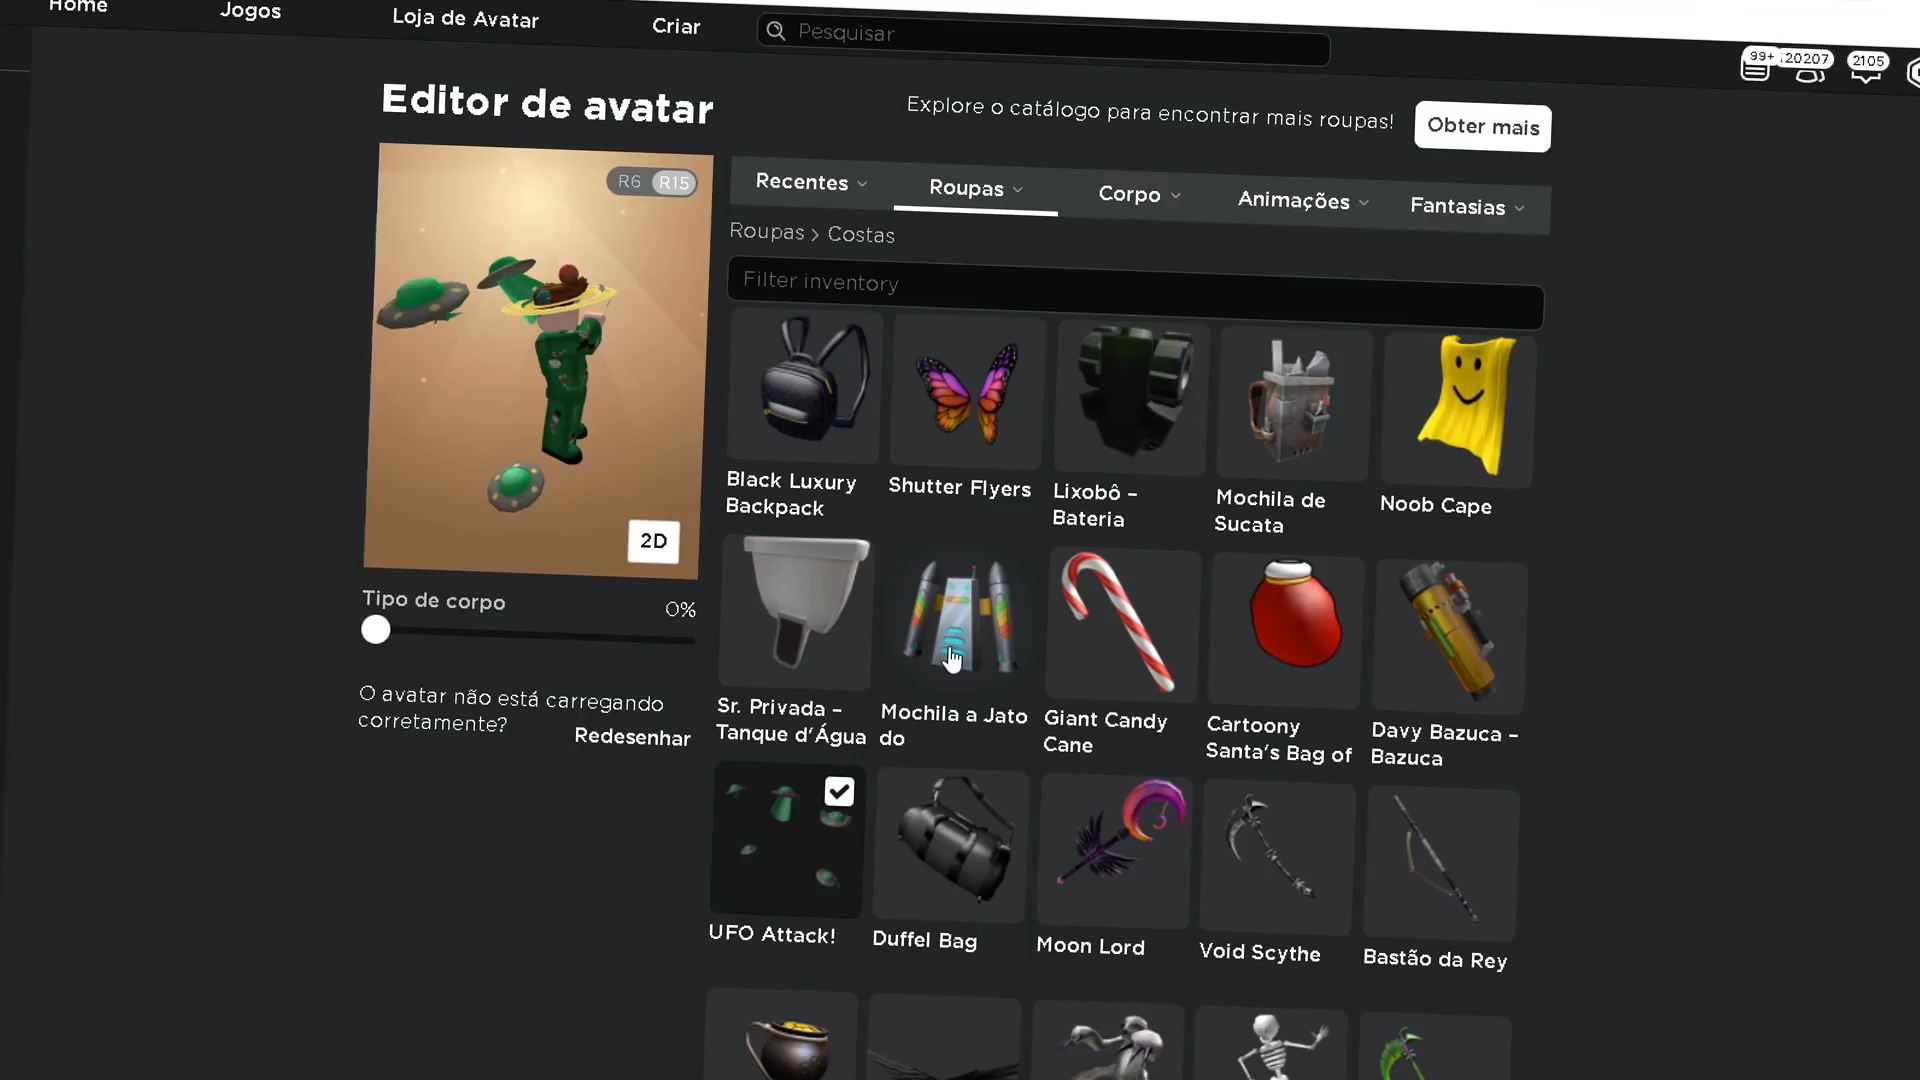 Home
Jogos
Loja de Avatar
Criar
Pesquisar
99+
20207
2105
Editor de avatar
Explore o catálogo para encontrar mais roupas!
Obter mais
R6
R15
Recentes
Roupas
Corpo
Animações
Fantasias
Roupas > Costas
Filter inventory
2D
Tipo de corpo
0%
O avatar não está carregando
corretamente?
Redesenhar
Black Luxury
Backpack
Shutter Flyers
Lixobô –
Bateria
Mochila de
Sucata
Noob Cape
Sr. Privada –
Tanque d'Água
Mochila a Jato
do
Giant Candy
Cane
Cartoony
Santa's Bag of
Davy Bazuca –
Bazuca
UFO Attack!
Duffel Bag
Moon Lord
Void Scythe
Bastão da Rey